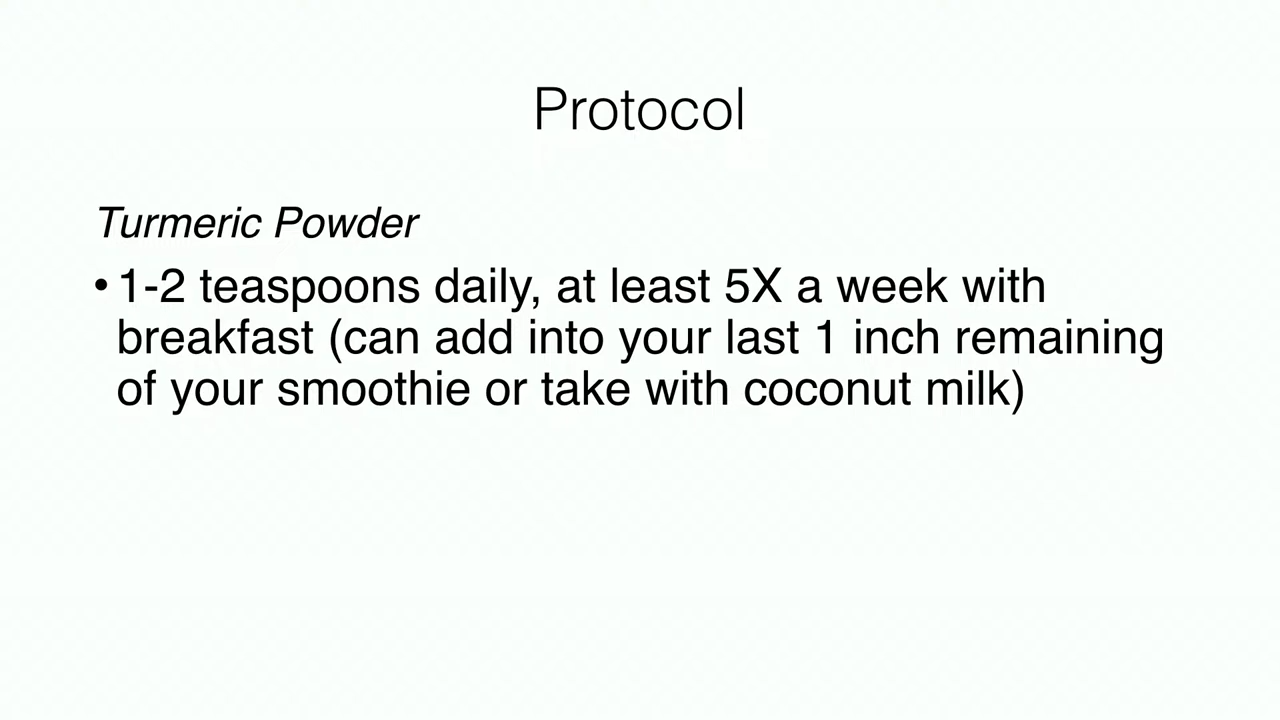 Protocol
Turmeric Powder
•1-2 teaspoons daily, at least 5X a week with
breakfast (can add into your last 1 inch remaining
of your smoothie or take with coconut milk)